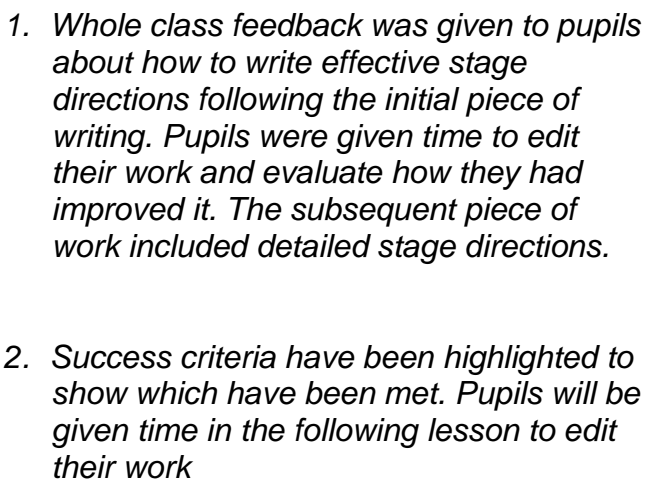 1. Whole class feedback was given to pupils
about how to write effective stage
directions following the initial piece of
writing. Pupils were given time to edit
their work and evaluate how they had
improved it. The subsequent piece of
work included detailed stage directions.
2. Success criteria have been highlighted to
show which have been met. Pupils will be
given time in the following lesson to edit
their work